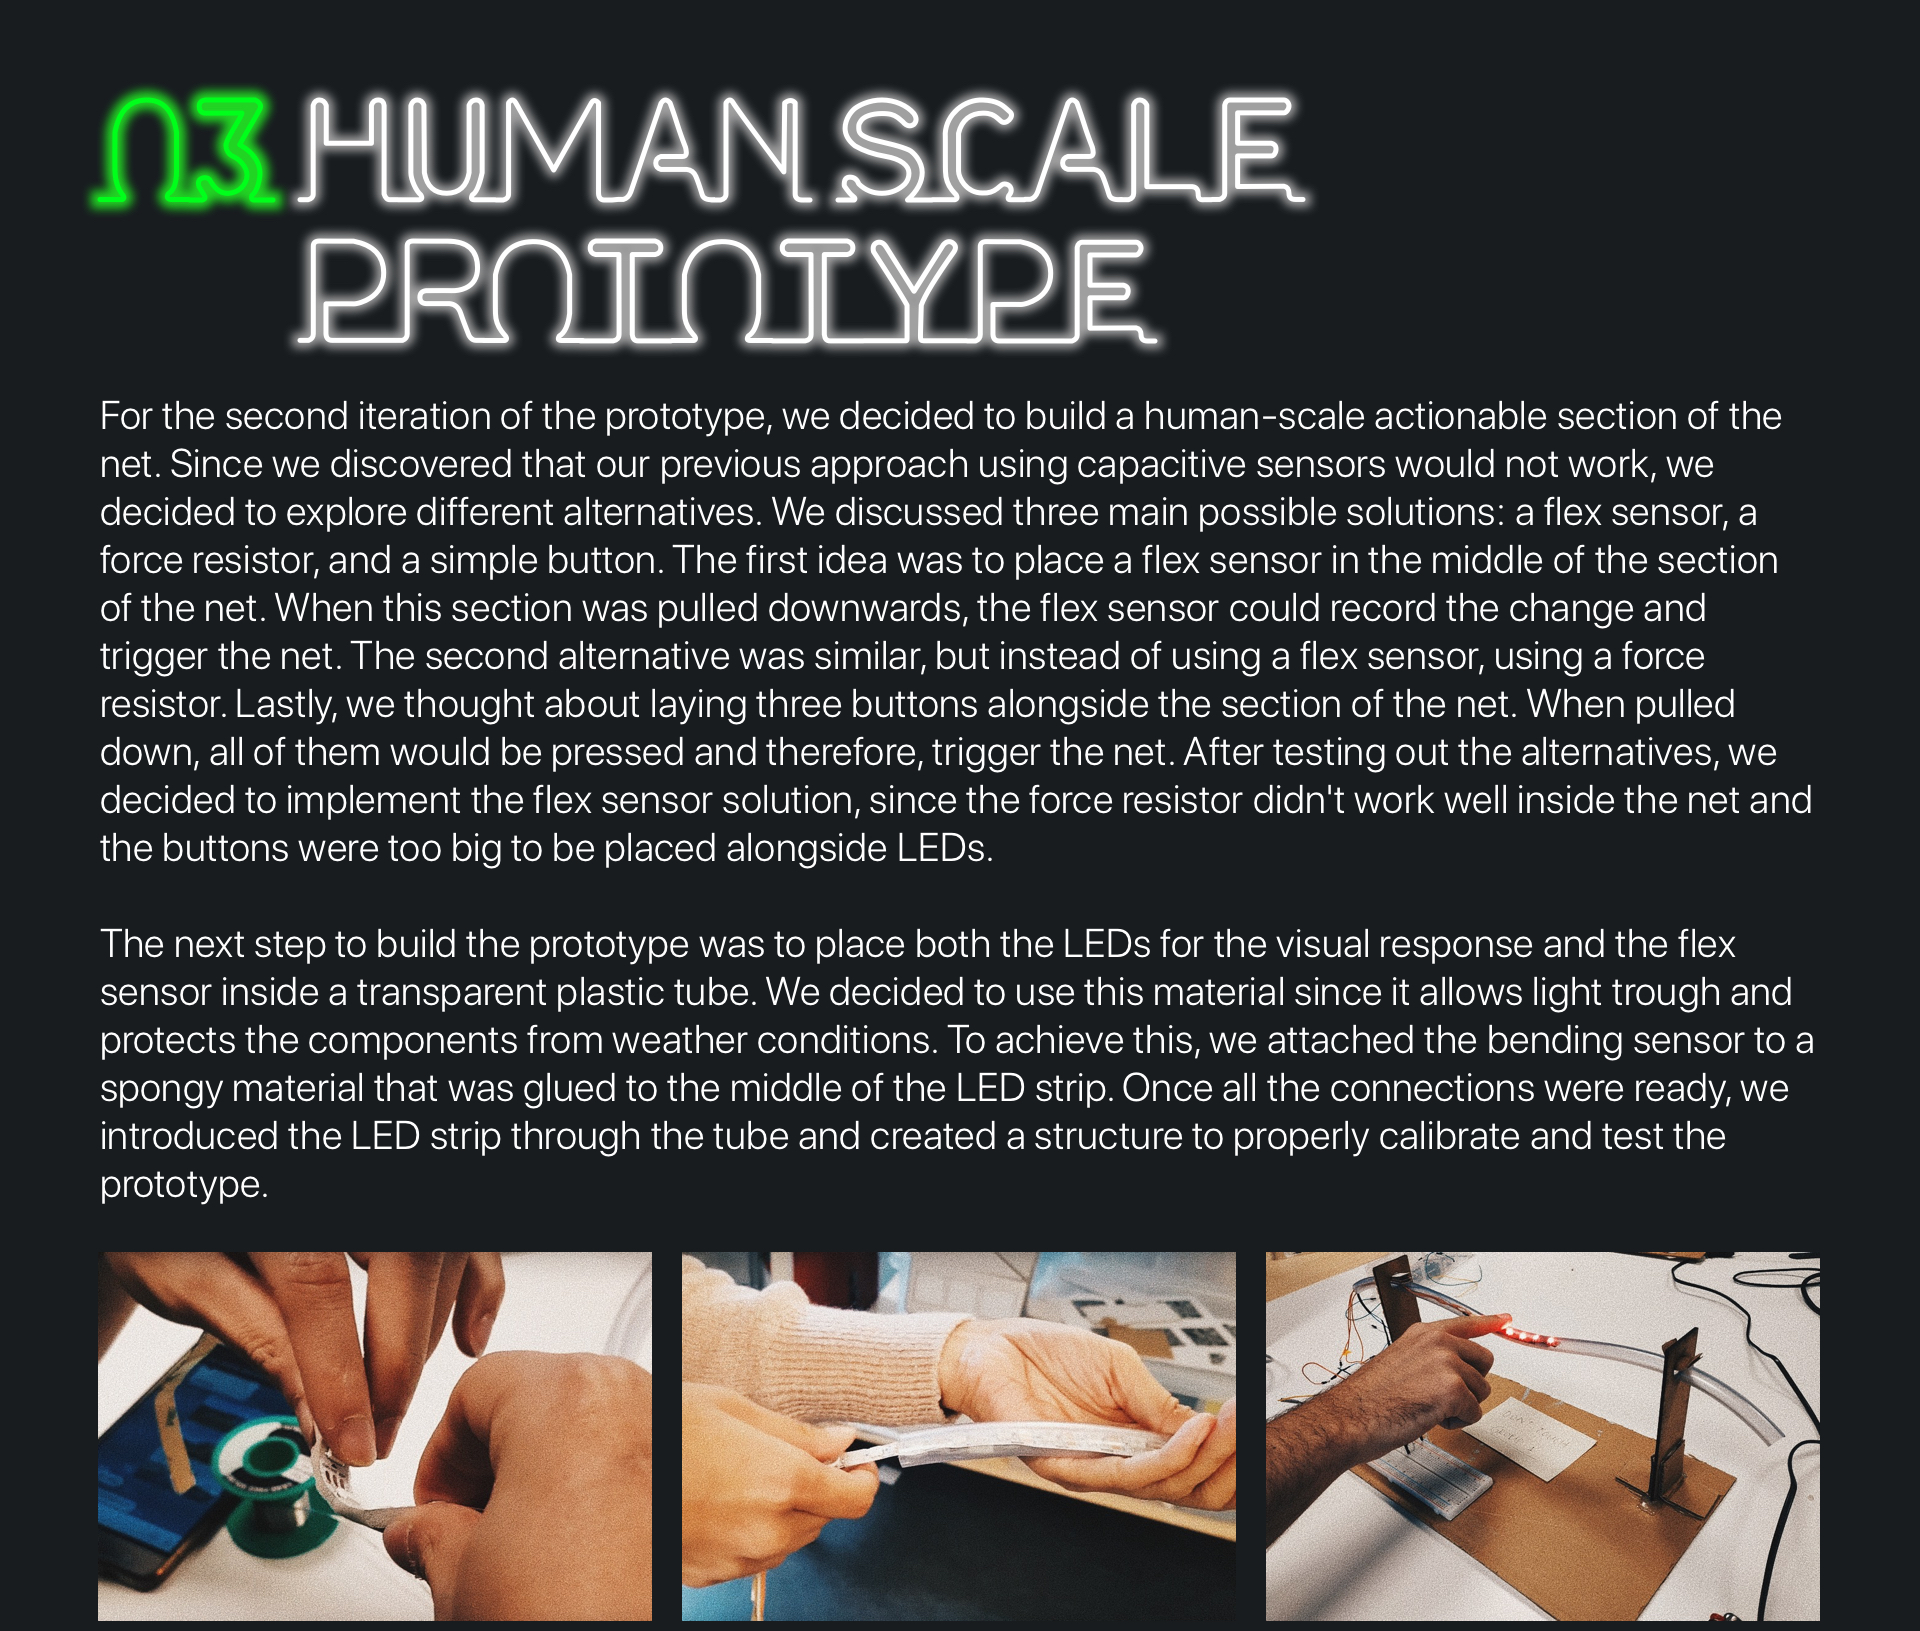 03 HUMAN SCALE
PROTOTYPE
For the second iteration of the prototype, we decided to build a human-scale actionable section of the
net. Since we discovered that our previous approach using capacitive sensors would not work, we
decided to explore different alternatives. We discussed three main possible solutions: a flex sensor, a
force resistor, and a simple button. The first idea was to place a flex sensor in the middle of the section
of the net. When this section was pulled downwards, the flex sensor could record the change and
trigger the net. The second alternative was similar, but instead of using a flex sensor, using a force
resistor. Lastly, we thought about laying three buttons alongside the section of the net. When pulled
down, all of them would be pressed and therefore, trigger the net. After testing out the alternatives, we
decided to implement the flex sensor solution, since the force resistor didn't work well inside the net and
the buttons were too big to be placed alongside LEDs.
The next step to build the prototype was to place both the LEDs for the visual response and the flex
sensor inside a transparent plastic tube. We decided to use this material since it allows light trough and
protects the components from weather conditions. To achieve this, we attached the bending sensor to a
spongy material that was glued to the middle of the LED strip. Once all the connections were ready, we
introduced the LED strip through the tube and created a structure to properly calibrate and test the
prototype.